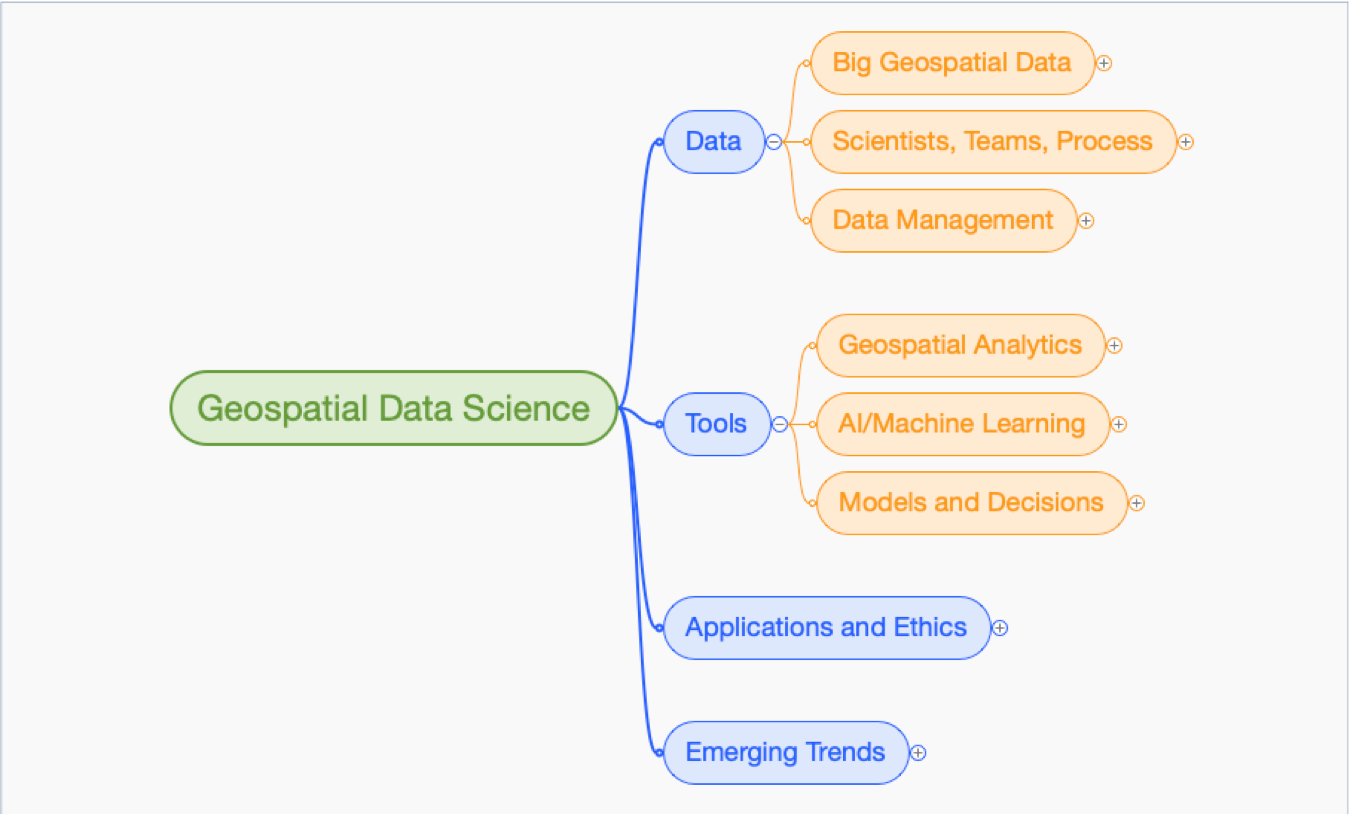 Geospatial Data Science
Data
Big Geospatial Data
Scientists, Teams, Process
Data Management
Tools
Geospatial Analytics
AI/Machine Learning
Models and Decisions
Applications and Ethics
Emerging Trends